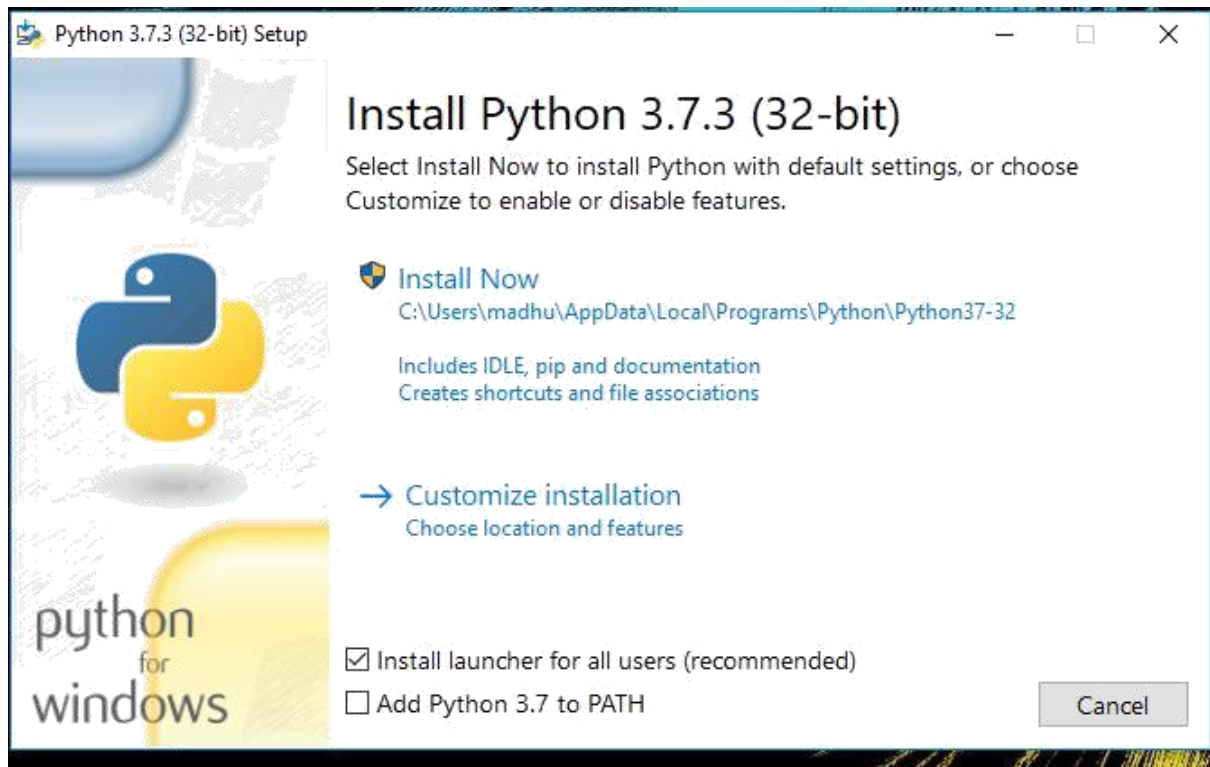 Python 3.7.3 (32-bit) Setup
Install Python 3.7.3 (32-bit)
Select Install Now to install Python with default settings, or choose
Customize to enable or disable features.
Install Now
C:\Users\madhu\AppData\Local\Programs\Python\Python37-32
Includes IDLE, pip and documentation
Creates shortcuts and file associations
Customize installation
Choose location and features
python
for
windows
Install launcher for all users (recommended)
Add Python 3.7 to PATH
Cancel